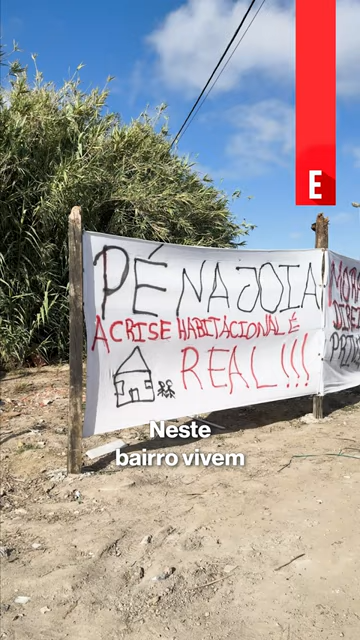 E
PÉ NA JOIA
A CRISE HABITACIONAL É
REAL!!!
Neste
bairro vivem